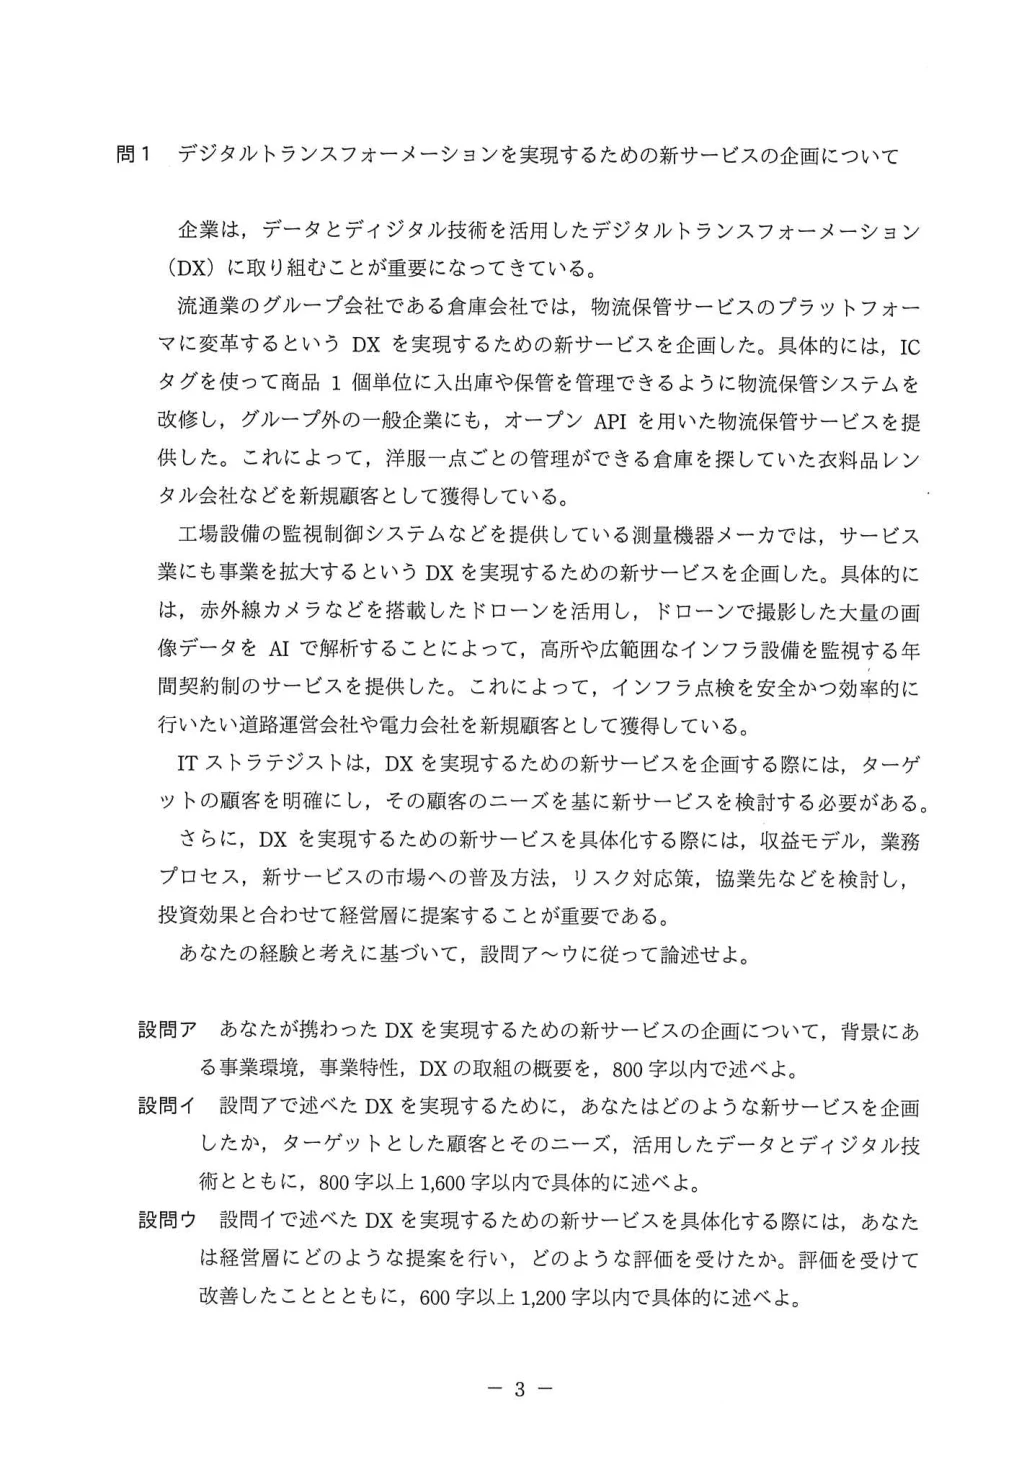 問1 デジタルトランスフォーメーションを実現するための新サービスの企画について
企業は，データとディジタル技術を活用したデジタルトランスフォーメーション
（DX）に取り組むことが重要になってきている。
流通業のグループ会社である倉庫会社では，物流保管サービスのプラットフォー
マに変革するという DX を実現するための新サービスを企画した。具体的には，IC
タグを使って商品 1 個単位に入出庫や保管を管理できるように物流保管システムを
改修し，グループ外の一般企業にも，オープン API を用いた物流保管サービスを提
供した。これによって，洋服一点ごとの管理ができる倉庫を探していた衣料品レン
タル会社などを新規顧客として獲得している。
工場設備の監視制御システムなどを提供している測量機器メーカでは，サービス
業にも事業を拡大するという DX を実現するための新サービスを企画した。具体的に
は，赤外線カメラなどを搭載したドローンを活用し，ドローンで撮影した大量の画
像データを AI で解析することによって，高所や広範囲なインフラ設備を監視する年
間契約制のサービスを提供した。これによって，インフラ点検を安全かつ効率的に
行いたい道路運営会社や電力会社を新規顧客として獲得している。
IT ストラテジストは，DX を実現するための新サービスを企画する際には，ターゲ
ットの顧客を明確にし，その顧客のニーズを基に新サービスを検討する必要がある。
さらに，DX を実現するための新サービスを具体化する際には，収益モデル，業務
プロセス，新サービスの市場への普及方法，リスク対応策，協業先などを検討し，
投資効果と合わせて経営層に提案することが重要である。
あなたの経験と考えに基づいて，設問ア～ウに従って論述せよ。
設問ア あなたが携わった DX を実現するための新サービスの企画について，背景にあ
る事業環境，事業特性，DX の取組の概要を，800 字以内で述べよ。
設問イ 設問アで述べた DX を実現するために，あなたはどのような新サービスを企画
したか，ターゲットとした顧客とそのニーズ，活用したデータとディジタル技
術とともに，800 字以上 1,600 字以内で具体的に述べよ。
設問ウ 設問イで述べた DX を実現するための新サービスを具体化する際には，あなた
は経営層にどのような提案を行い，どのような評価を受けたか。評価を受けて
改善したこととともに，600 字以上 1,200 字以内で具体的に述べよ。
－ 3 －